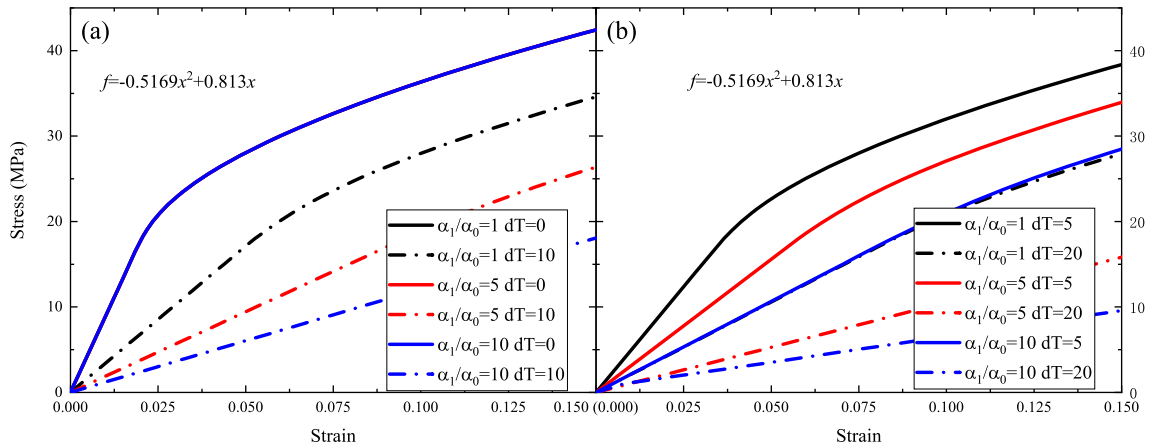 (a)
f=-0.5169x²+0.813x
Stress (MPa)
40
30
20
10
0
α₁/α₀=1 dT=0
α₁/α₀=1 dT=10
α₁/α₀=5 dT=0
α₁/α₀=5 dT=10
α₁/α₀=10 dT=0
α₁/α₀=10 dT=10
0.000 0.025 0.050 0.075 0.100 0.125 0.150
Strain
(b)
f=-0.5169x²+0.813x
40
30
20
10
0
α₁/α₀=1 dT=5
α₁/α₀=1 dT=20
α₁/α₀=5 dT=5
α₁/α₀=5 dT=20
α₁/α₀=10 dT=5
α₁/α₀=10 dT=20
(0.000) 0.025 0.050 0.075 0.100 0.125 0.150
Strain